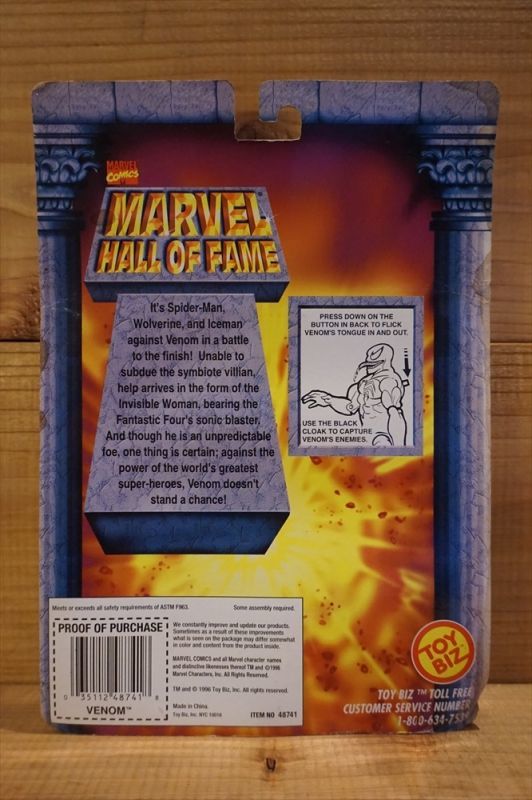 MARVEL
COMICS
MARVEL
HALL OF FAME
It's Spider-Man,
Wolverine, and Iceman
against Venom in a battle
to the finish! Unable to
subdue the symbiote villian,
help arrives in the form of the
Invisible Woman, bearing the
Fantastic Four's sonic blaster.
And though he is an unpredictable
foe, one thing is certain; against the
power of the world's greatest
super-heroes, Venom doesn't
stand a chance!
PRESS DOWN ON THE
BUTTON IN BACK TO FLICK
VENOM'S TONGUE IN AND OUT.
USE THE BLACK
CLOAK TO CAPTURE
VENOM'S ENEMIES.
Meets or exceeds all safety requirements of ASTM F963.
Some assembly required.
PROOF OF PURCHASE
0 35112 48741 8
VENOM™
We constantly improve and update our products.
Sometimes as a result of these improvements
what is seen on the package may differ somewhat
in color and content from the product inside.
MARVEL COMICS and all Marvel character names
and distinctive likenesses thereof TM and ©1996
Marvel Characters, Inc. All Rights Reserved.
TM and © 1996 Toy Biz, Inc. All rights reserved.
Made in China.
Toy Biz, Inc. NYC 10016
ITEM NO 48741
TOY
BIZ
TOY BIZ™ TOLL FREE
CUSTOMER SERVICE NUMBER
1-800-634-7539